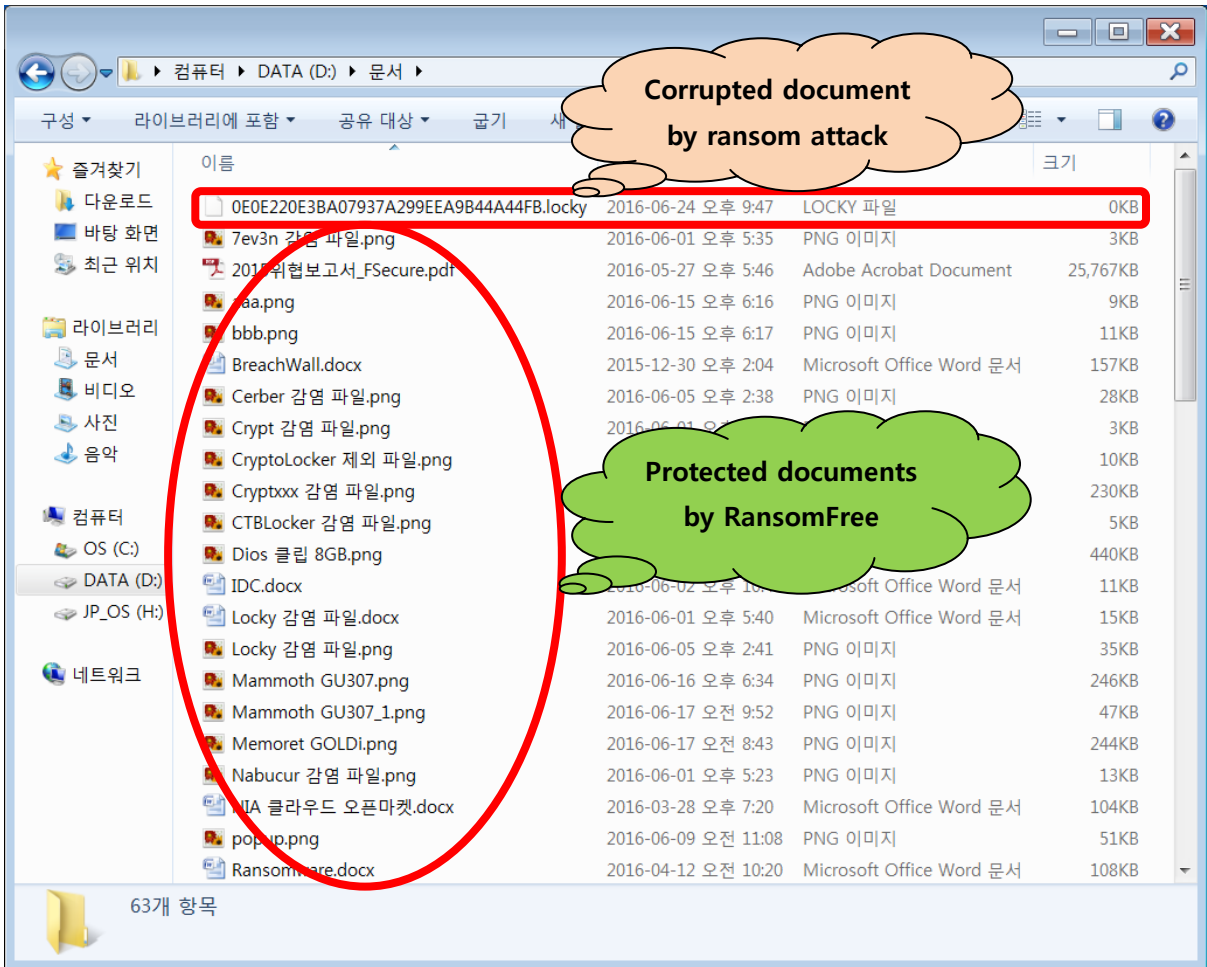 컴퓨터 ▸ DATA (D:) ▸ 문서 ▸
구성 라이브러리에 포함 공유 대상 굽기 새
이름 크기
즐겨찾기
다운로드
바탕 화면
최근 위치
라이브러리
문서
비디오
사진
음악
컴퓨터
OS (C:)
DATA (D:)
JP_OS (H:)
네트워크
Corrupted document
by ransom attack
0E0E220E3BA07937A299EEA9B44A44FB.locky 2016-06-24 오후 9:47 LOCKY 파일 0KB
7ev3n 감염 파일.png 2016-06-01 오후 5:35 PNG 이미지 3KB
2015위협보고서_FSecure.pdf 2016-05-27 오후 5:46 Adobe Acrobat Document 25,767KB
aaa.png 2016-06-15 오후 6:16 PNG 이미지 9KB
bbb.png 2016-06-15 오후 6:17 PNG 이미지 11KB
BreachWall.docx 2015-12-30 오후 2:04 Microsoft Office Word 문서 157KB
Cerber 감염 파일.png 2016-06-05 오후 2:38 PNG 이미지 28KB
Crypt 감염 파일.png 2016-06-01 3KB
CryptoLocker 제외 파일.png 10KB
Cryptxxx 감염 파일.png 230KB
CTBLocker 감염 파일.png 5KB
Dios 클립 8GB.png 440KB
IDC.docx 2016-06-02 오후 Microsoft Office Word 문서 11KB
Locky 감염 파일.docx 2016-06-01 오후 5:40 Microsoft Office Word 문서 15KB
Locky 감염 파일.png 2016-06-05 오후 2:41 PNG 이미지 35KB
Mammoth GU307.png 2016-06-16 오후 6:34 PNG 이미지 246KB
Mammoth GU307_1.png 2016-06-17 오전 9:52 PNG 이미지 47KB
Memoret GOLDi.png 2016-06-17 오전 8:43 PNG 이미지 244KB
Nabucur 감염 파일.png 2016-06-01 오후 5:23 PNG 이미지 13KB
NIA 클라우드 오픈마켓.docx 2016-03-28 오후 7:20 Microsoft Office Word 문서 104KB
popup.png 2016-06-09 오전 11:08 PNG 이미지 51KB
Ransomware.docx 2016-04-12 오전 10:20 Microsoft Office Word 문서 108KB
Protected documents
by RansomFree
63개 항목